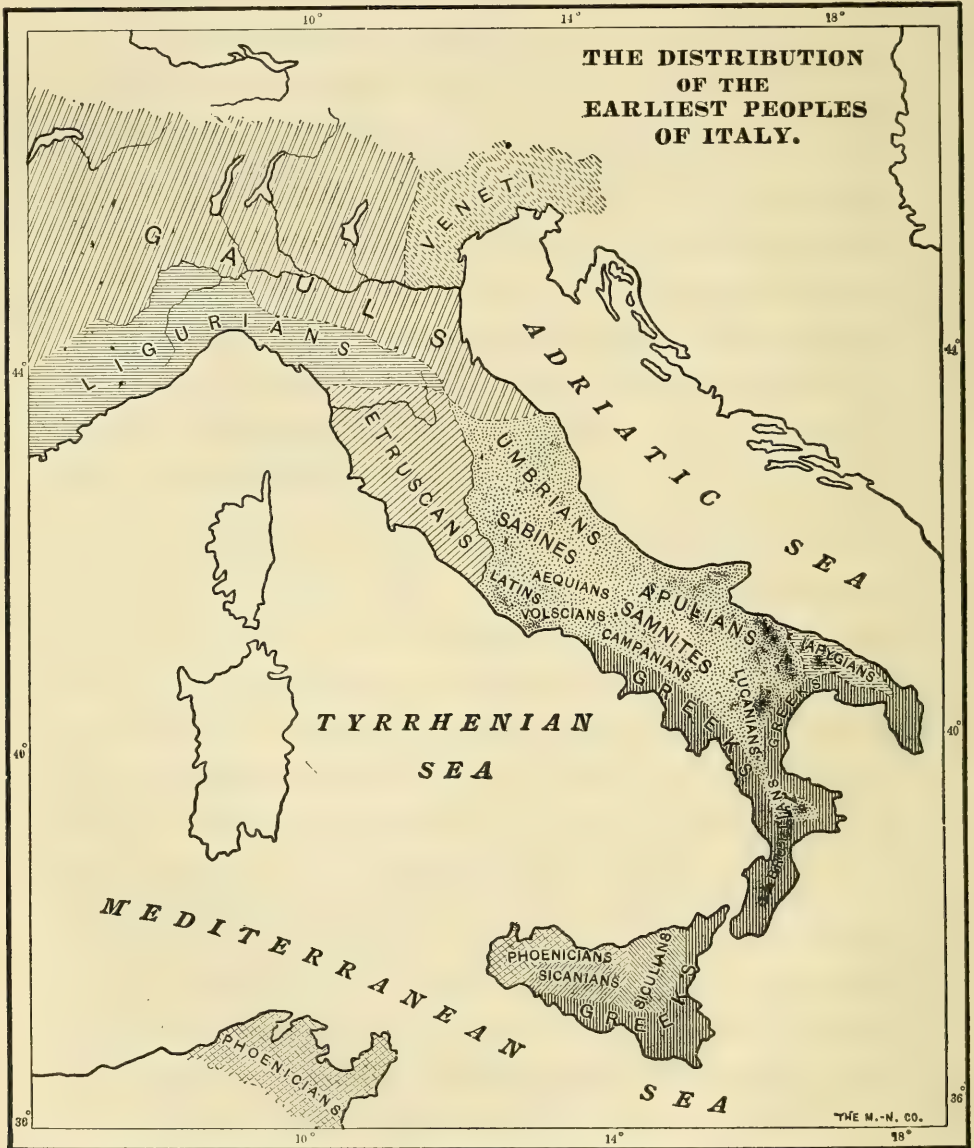 10°
14°
18°
THE DISTRIBUTION
OF THE
EARLIEST PEOPLES
OF ITALY.
VENETI
GAULS
LIGURIANS
ADRIATIC SEA
44°
44°
ETRUSCANS
UMBRIANS
SABINES
AEQUIANS
LATINS
VOLSCIANS
APULIANS
SAMNITES
CAMPANIANS
IAPYGIANS
LUCANIANS
GREEKS
GREEKS
TYRRHENIAN
SEA
40°
40°
MEDITERRANEAN SEA
PHOENICIANS
SICANIANS
SICULIANS
GREEKS
PHOENICIANS
THE M.-N. CO.
36°
36°
10°
14°
18°